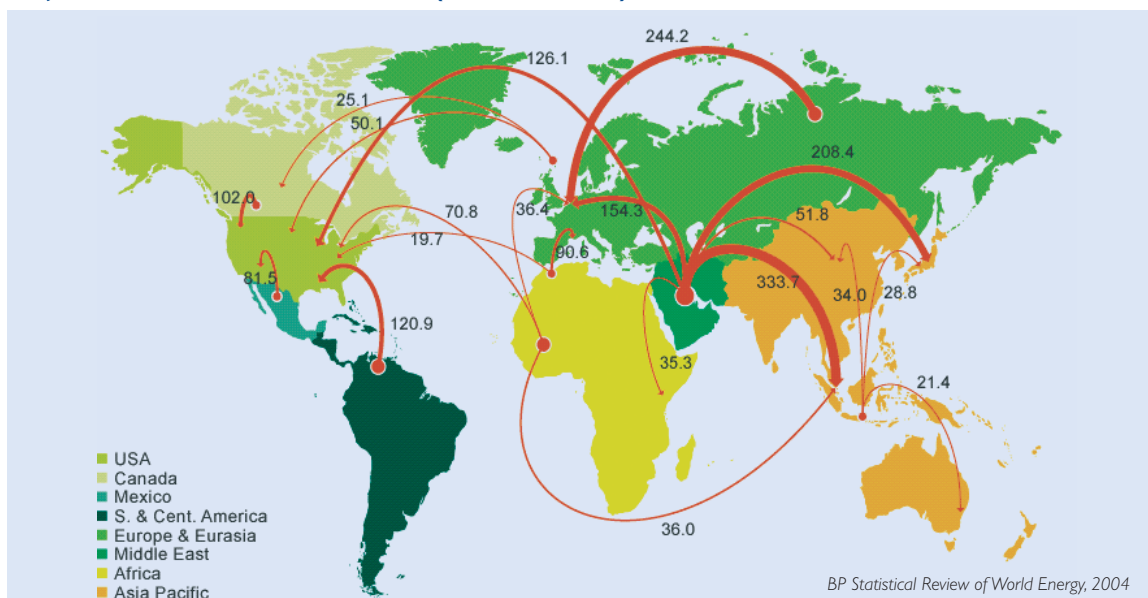 244.2
126.1
25.1
50.1
208.4
102.0
70.8
36.4
154.3
51.8
19.7
90.6
81.5
333.7
34.0
28.8
120.9
35.3
21.4
36.0
USA
Canada
Mexico
S. & Cent. America
Europe & Eurasia
Middle East
Africa
Asia Pacific
BP Statistical Review of World Energy, 2004